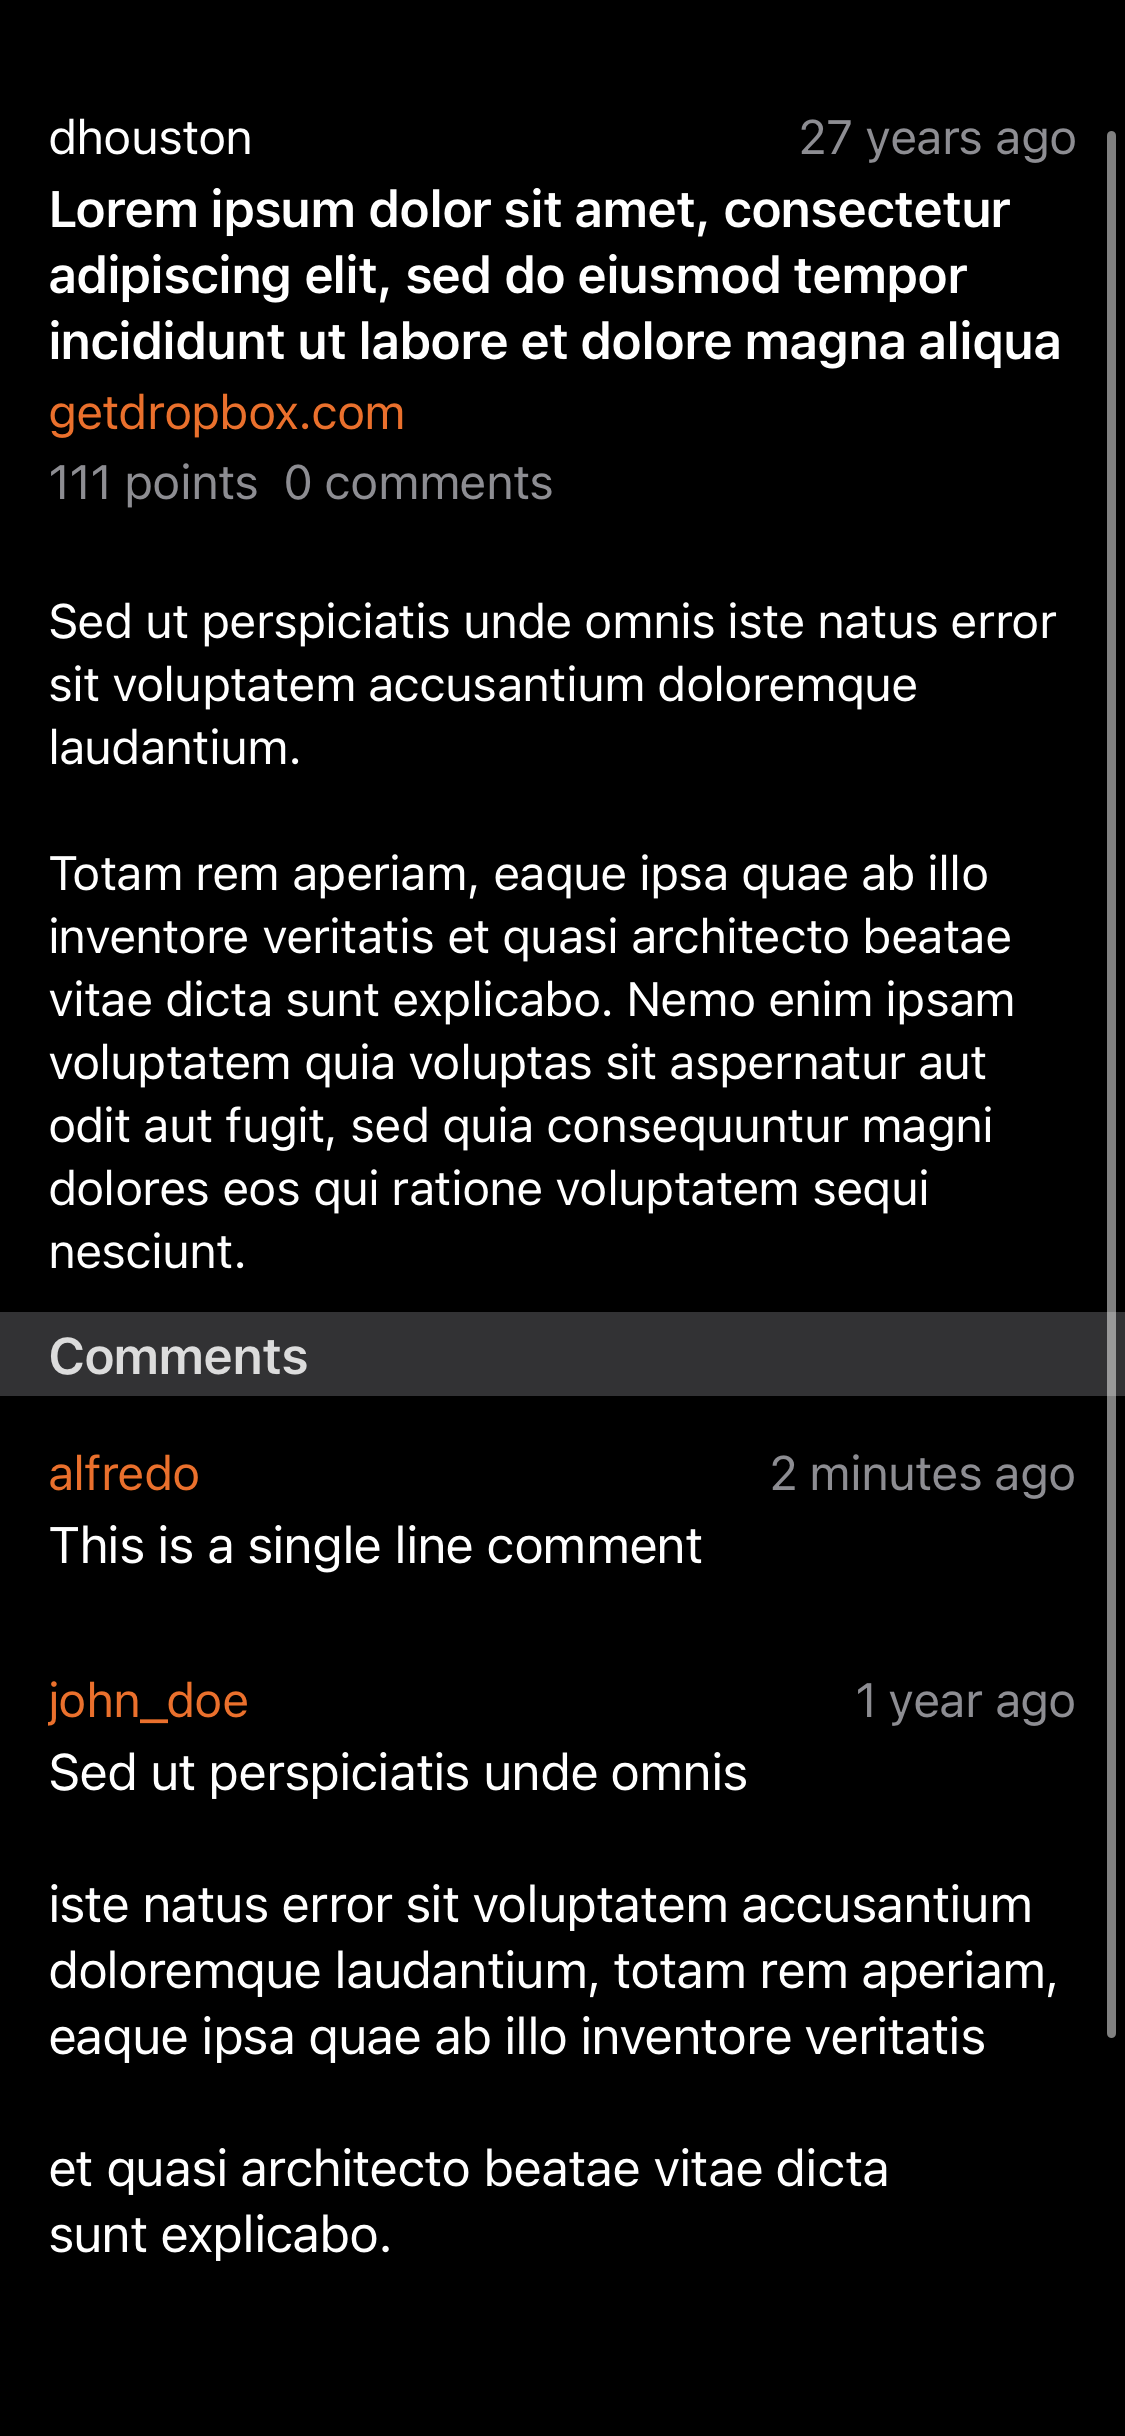 dhouston 27 years ago
Lorem ipsum dolor sit amet, consectetur
adipiscing elit, sed do eiusmod tempor
incididunt ut labore et dolore magna aliqua
getdropbox.com
111 points 0 comments
Sed ut perspiciatis unde omnis iste natus error
sit voluptatem accusantium doloremque
laudantium.
Totam rem aperiam, eaque ipsa quae ab illo
inventore veritatis et quasi architecto beatae
vitae dicta sunt explicabo. Nemo enim ipsam
voluptatem quia voluptas sit aspernatur aut
odit aut fugit, sed quia consequuntur magni
dolores eos qui ratione voluptatem sequi
nesciunt.
Comments
alfredo 2 minutes ago
This is a single line comment
john_doe 1 year ago
Sed ut perspiciatis unde omnis
iste natus error sit voluptatem accusantium
doloremque laudantium, totam rem aperiam,
eaque ipsa quae ab illo inventore veritatis
et quasi architecto beatae vitae dicta
sunt explicabo.